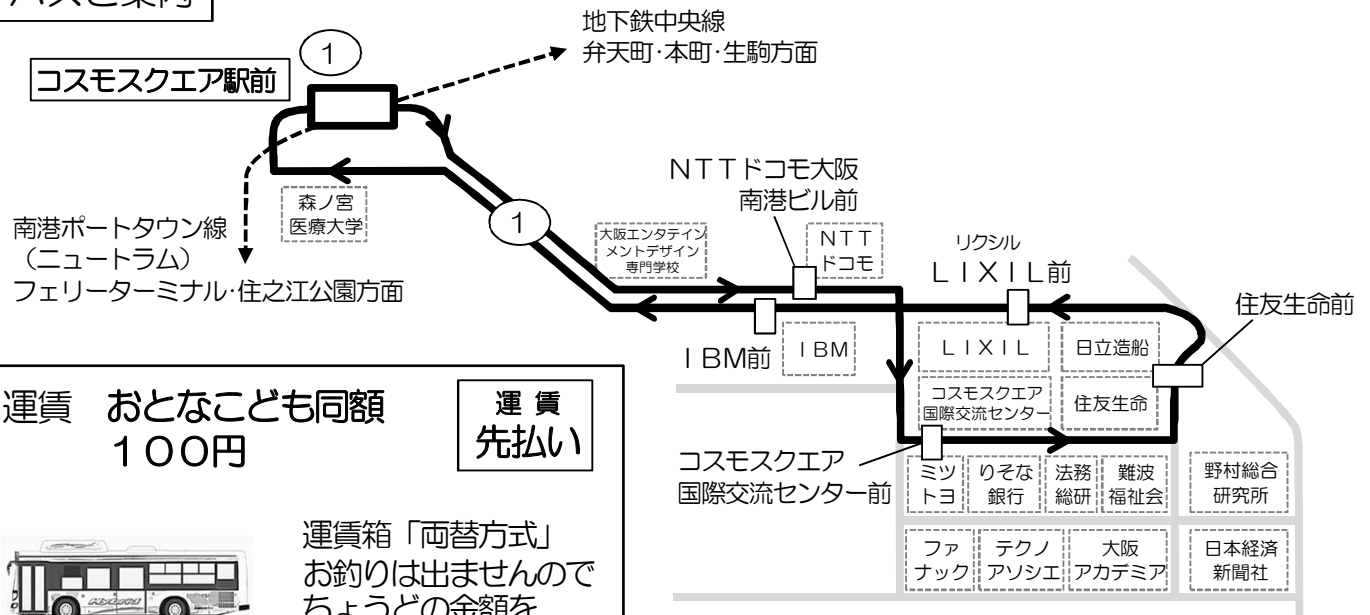 バスご案内
地下鉄中央線
弁天町・本町・生駒方面
①
コスモスクエア駅前
森ノ宮
医療大学
南港ポートタウン線
(ニュートラム)
フェリーターミナル・住之江公園方面
①
NTTドコモ大阪
南港ビル前
大阪エンタテイン
メントデザイン
専門学校
NTT
ドコモ
リクシル
LIXIL前
住友生命前
IBM前
IBM
LIXIL
日立造船
コスモスクエア
国際交流センター
住友生命
コスモスクエア
国際交流センター前
ミツ
トヨ
りそな
銀行
法務
総研
難波
福祉会
野村総合
研究所
ファ
ナック
テクノ
アソシエ
大阪
アカデミア
日本経済
新聞社
運賃 おとなこども同額
100円
運賃
先払い
運賃箱「両替方式」
お釣りは出ませんので
ちょうどの金額を